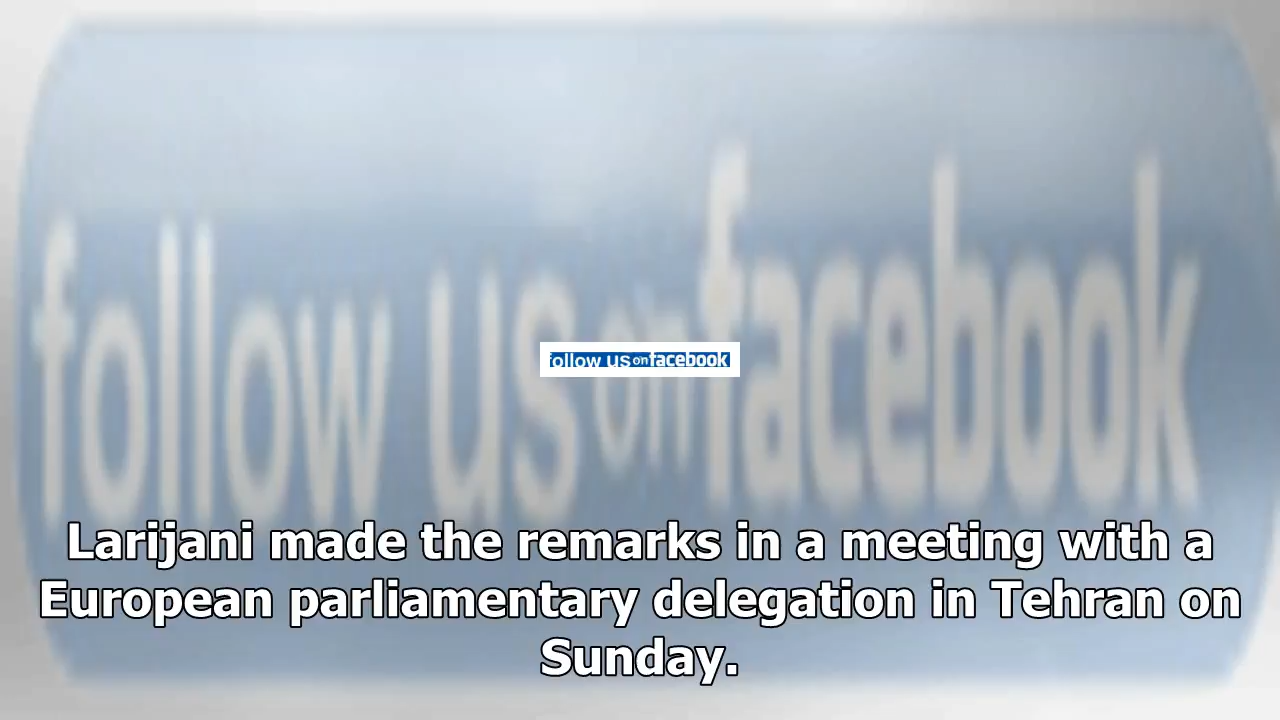 follow us on facebook
ollow us on facebook
Larijani made the remarks in a meeting with a
European parliamentary delegation in Tehran on
Sunday.